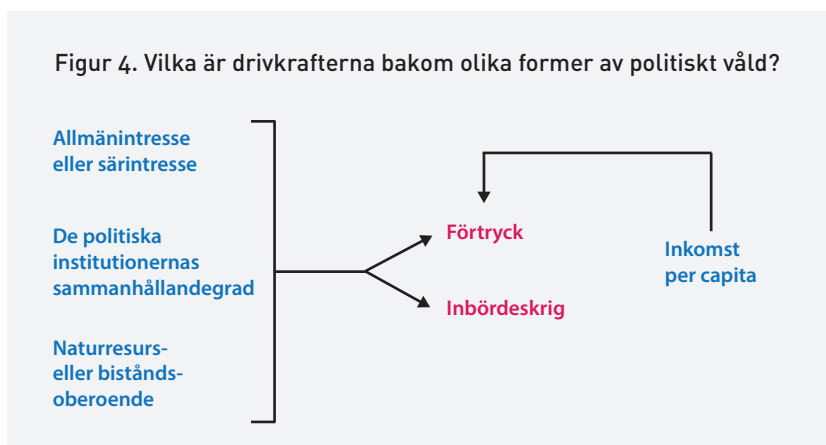 Figur 4. Vilka är drivkrafterna bakom olika former av politiskt våld?
Allmänintresse
eller särintresse
De politiska
institutionernas
sammanhållandegrad
Naturresurs-
eller bistånds-
oberoende
Förtryck
Inbördeskrig
Inkomst
per capita